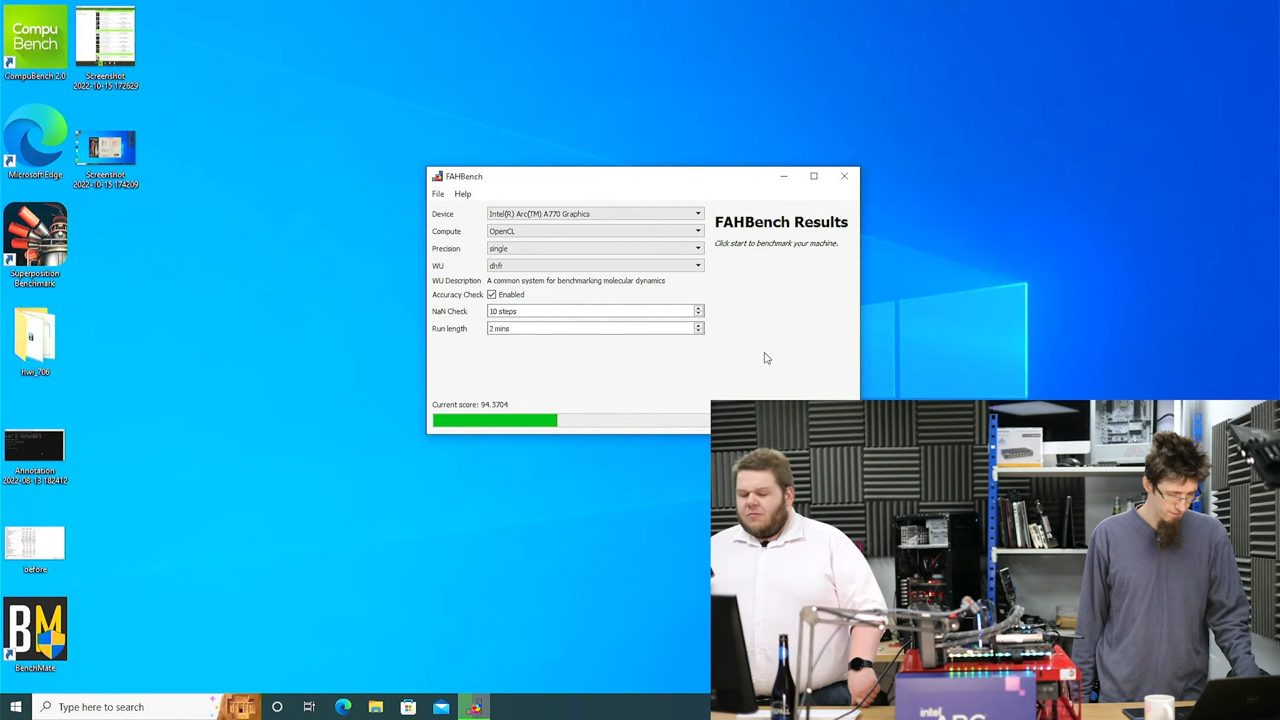 Compu
Bench
CompuBench 2.0
Screenshot
2022-10-15 172629
Microsoft Edge
Screenshot
2022-10-15 174209
Superposition
Benchmark
hwi_706
Annotation
2022-08-13 182412
Before
BM
BenchMate
FAHBench
File Help
Device Intel(R) Arc(TM) A770 Graphics
Compute OpenCL
Precision single
WU dhfr
WU Description A common system for benchmarking molecular dynamics
Accuracy Check Enabled
NaN Check 10 steps
Run length 2 mins
FAHBench Results
Click start to benchmark your machine.
Current score: 94.3704
Type here to search
intel
ARC